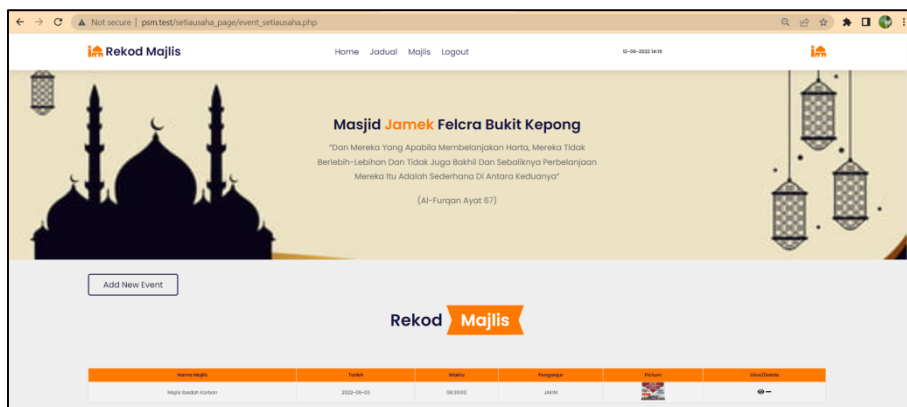 Not secure | psm.test/setiausaha_page/event_setiausaha.php
Rekod Majlis Home Jadual Majlis Logout 12-06-2022 14:19
Masjid Jamek Felcra Bukit Kepong
"Dan Mereka Yang Apabila Membelanjakan Harta, Mereka Tidak
Berlebih-Lebihan Dan Tidak Juga Bakhil Dan Sebaliknya Perbelanjaan
Mereka Itu Adalah Sederhana Di Antara Keduanya"
(Al-Furqan Ayat 67)
Add New Event
Rekod Majlis
Nama Majlis Tarikh Waktu Penganjur Picture View/Delete
Majlis Ibadah Korban 2022-06-03 08:30:00 JAKIM